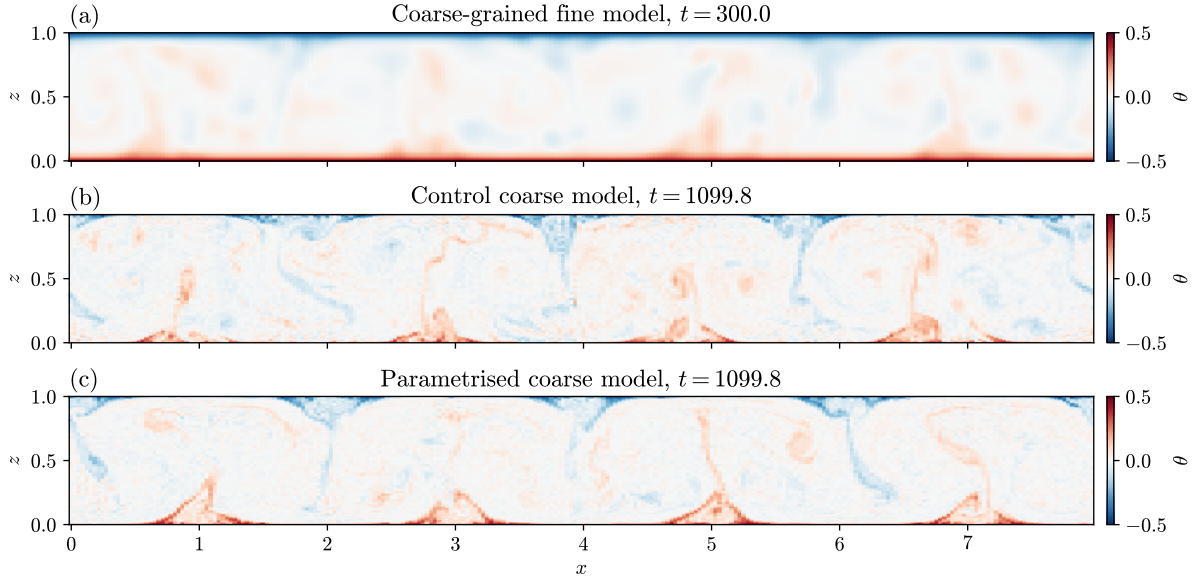 (a) Coarse-grained fine model, t = 300.0
1.0
0.5
0.0
z
0.5
0.0
−0.5
θ
(b) Control coarse model, t = 1099.8
1.0
0.5
0.0
z
0.5
0.0
−0.5
θ
(c) Parametrised coarse model, t = 1099.8
1.0
0.5
0.0
z
0.5
0.0
−0.5
θ
0 1 2 3 4 5 6 7
x